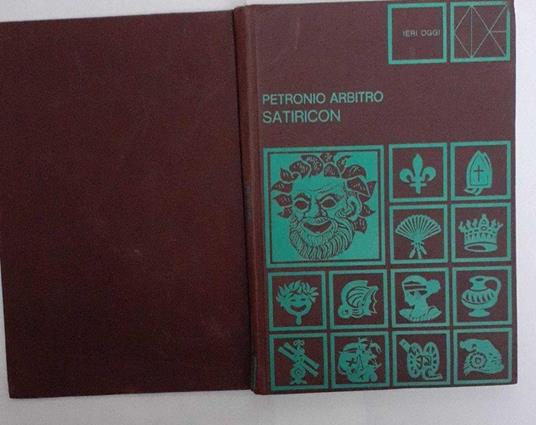 IERI OGGI
PETRONIO ARBITRO
SATIRICON